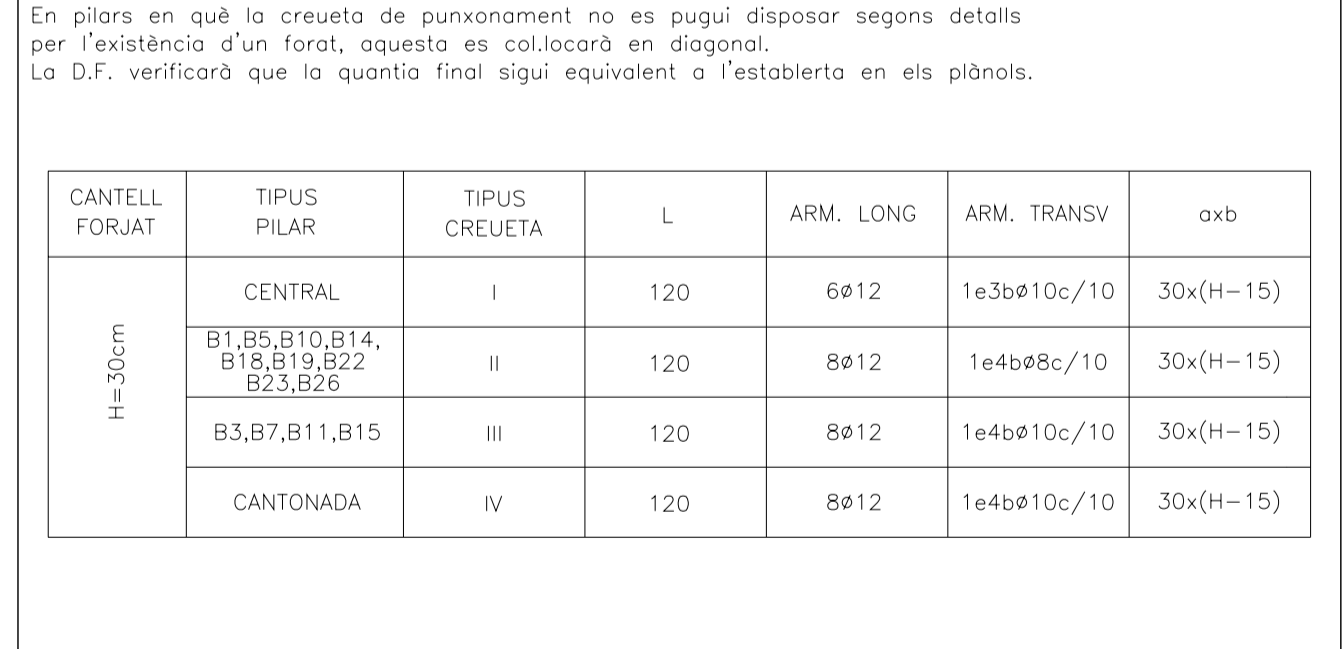 En pilars en què la creueta de punxonament no es pugui disposar segons detalls
per l'existència d'un forat, aquesta es col.locarà en diagonal.
La D.F. verificarà que la quantia final sigui equivalent a l'establerta en els plànols.
CANTELL
FORJAT
TIPUS
PILAR
TIPUS
CREUETA
L
ARM. LONG
ARM. TRANSV
axb
H=30cm
CENTRAL
I
120
6ø12
1e3bø10c/10
30x(H-15)
B1,B5,B10,B14,
B18,B19,B22
B23,B26
II
120
8ø12
1e4bø8c/10
30x(H-15)
B3,B7,B11,B15
III
120
8ø12
1e4bø10c/10
30x(H-15)
CANTONADA
IV
120
8ø12
1e4bø10c/10
30x(H-15)